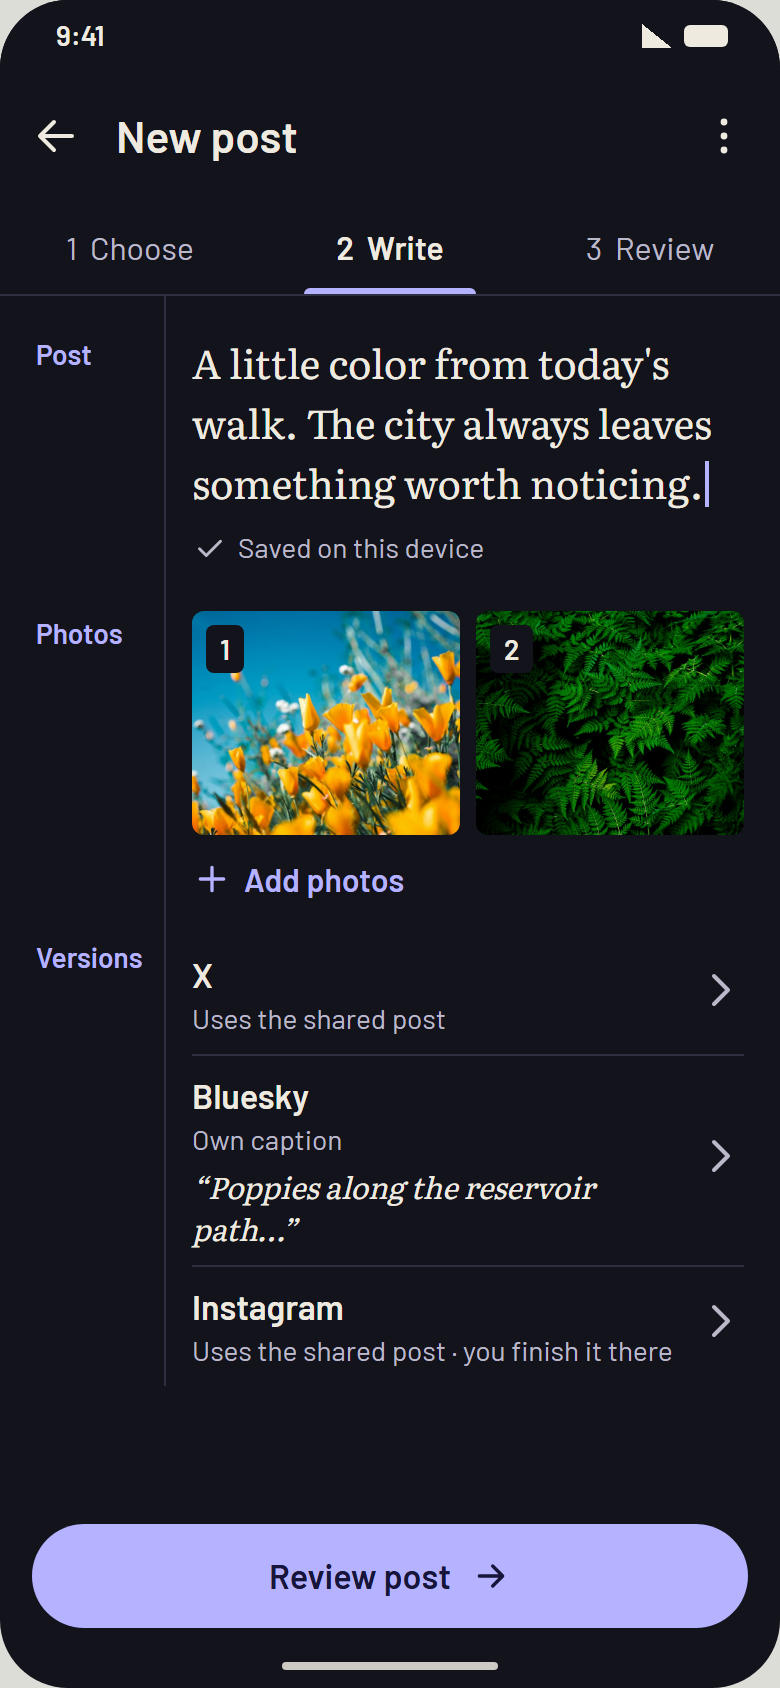 9:41
New post
1 Choose
2 Write
3 Review
Post
A little color from today's
walk. The city always leaves
something worth noticing.
Saved on this device
Photos
1
2
Add photos
Versions
X
Uses the shared post
Bluesky
Own caption
“Poppies along the reservoir
path…”
Instagram
Uses the shared post · you finish it there
Review post